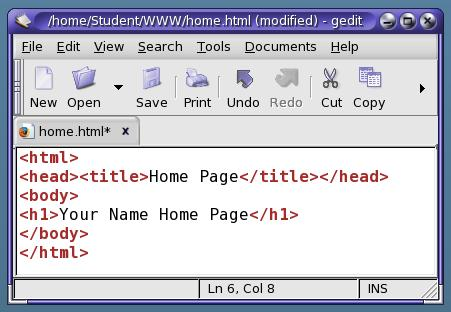 /home/Student/WWW/home.html (modified) - gedit
File Edit View Search Tools Documents Help
New Open Save Print Undo Redo Cut Copy
home.html* x
<html>
<head><title>Home Page</title></head>
<body>
<h1>Your Name Home Page</h1>
</body>
</html>
Ln 6, Col 8 INS